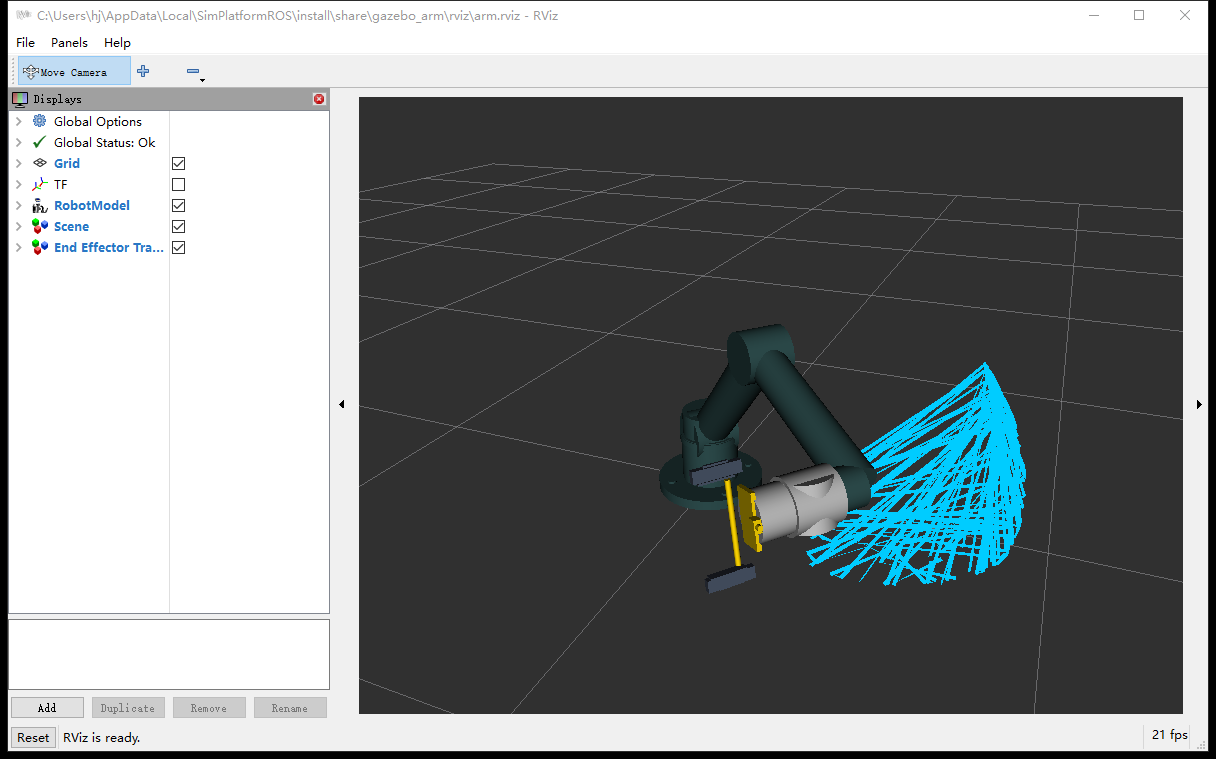 C:\Users\hj\AppData\Local\SimPlatformROS\install\share\gazebo_arm\rviz\arm.rviz - RViz
File Panels Help
Move Camera
Displays
Global Options
Global Status: Ok
Grid
TF
RobotModel
Scene
End Effector Tra...
Add Duplicate Remove Rename
Reset RViz is ready. 21 fps